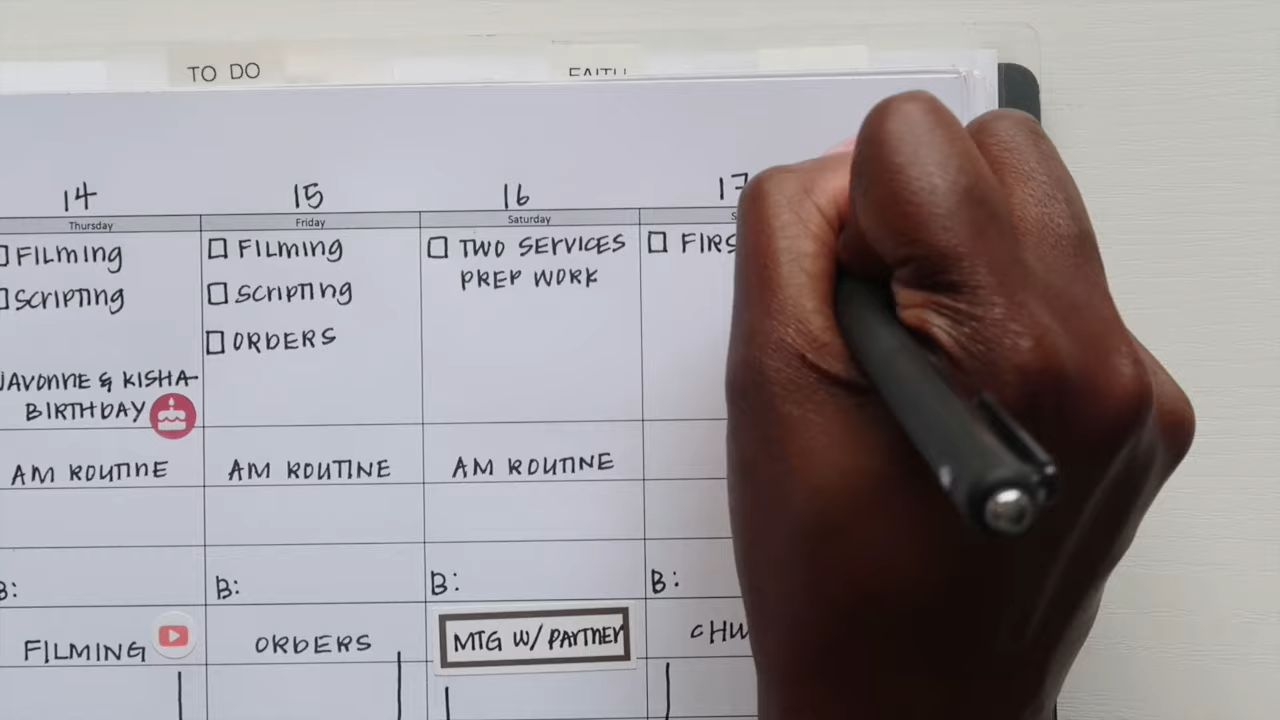 TO DO
FAITH
14
15
16
17
Thursday
Friday
Saturday
FILMING
SCRIPTING
JAVONNE & KISHA
BIRTHDAY
FILMING
SCRIPTING
ORDERS
TWO SERVICES
PREP WORK
AM ROUTINE
AM ROUTINE
AM ROUTINE
B:
B:
B:
B:
FILMING
ORDERS
MTG W/ PARTNER